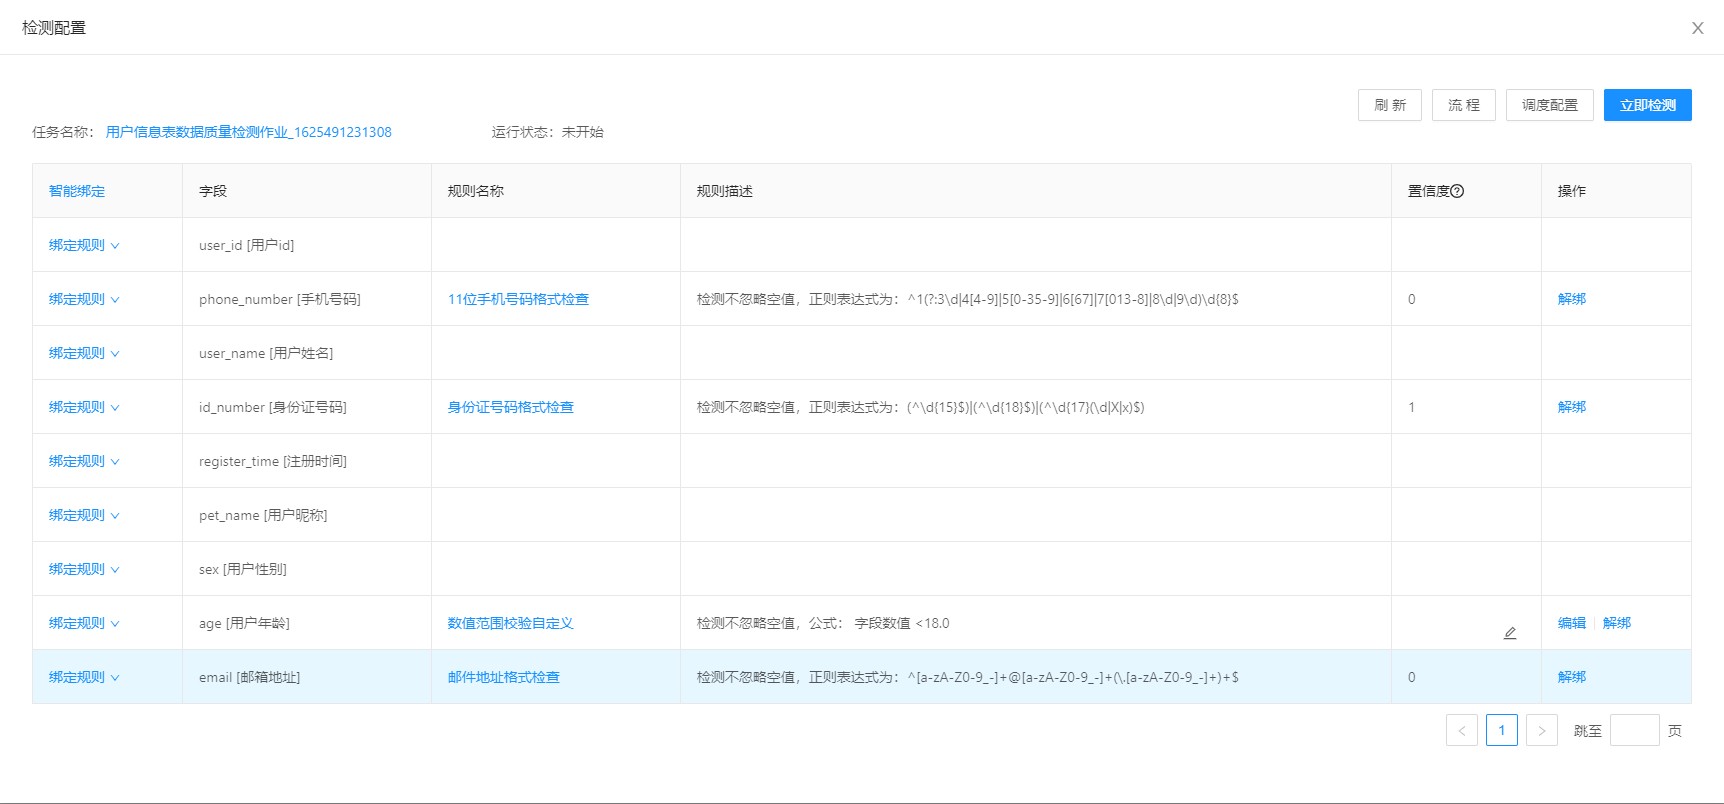 检测配置
刷 新 流 程 调度配置 立即检测
任务名称： 用户信息表数据质量检测作业_1625491231308 运行状态：未开始
智能绑定 字段 规则名称 规则描述 置信度 操作
绑定规则 user_id [用户id]
绑定规则 phone_number [手机号码] 11位手机号码格式检查 检测不忽略空值，正则表达式为：^1(?:3\d|4[4-9]|5[0-35-9]|6[67]|7[013-8]|8\d|9\d)\d{8}$ 0 解绑
绑定规则 user_name [用户姓名]
绑定规则 id_number [身份证号码] 身份证号码格式检查 检测不忽略空值，正则表达式为：(^\d{15}$)|(^\d{18}$)|(^\d{17}(\d|X|x)$) 1 解绑
绑定规则 register_time [注册时间]
绑定规则 pet_name [用户昵称]
绑定规则 sex [用户性别]
绑定规则 age [用户年龄] 数值范围校验自定义 检测不忽略空值，公式： 字段数值 <18.0 编辑 解绑
绑定规则 email [邮箱地址] 邮件地址格式检查 检测不忽略空值，正则表达式为：^[a-zA-Z0-9_-]+@[a-zA-Z0-9_-]+(\.[a-zA-Z0-9_-]+)+$ 0 解绑
< 1 > 跳至 页